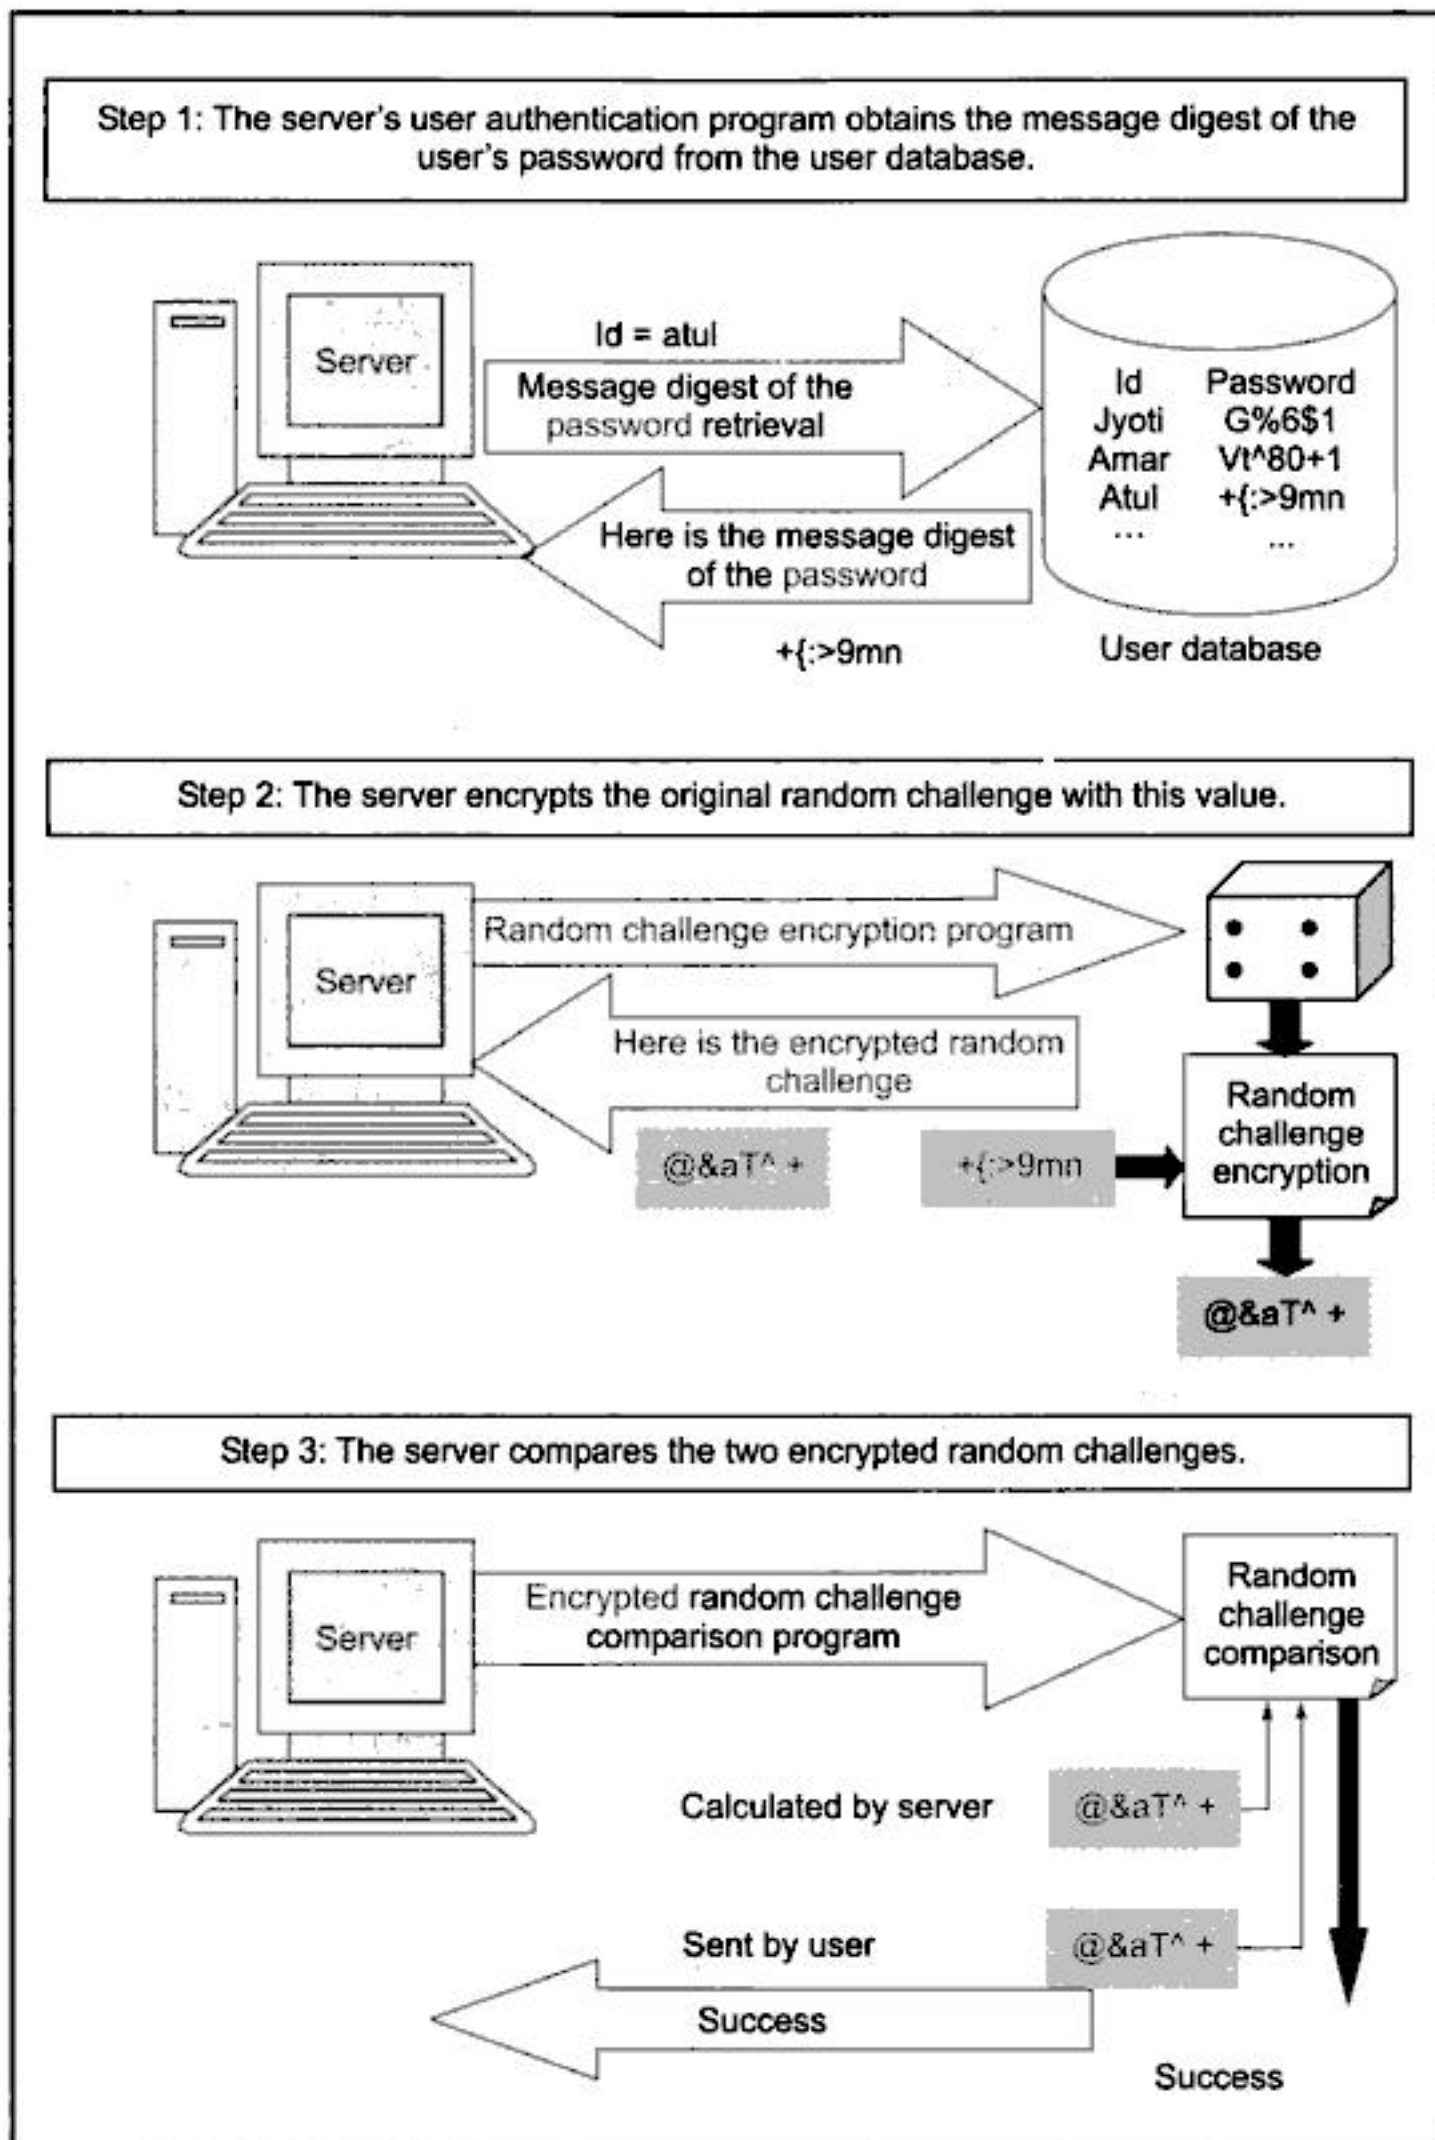 Step 1: The server's user authentication program obtains the message digest of the
user's password from the user database.
Server
Id = atul
Message digest of the
password retrieval
Here is the message digest
of the password
+{:>9mn
Id Password
Jyoti G%6$1
Amar Vt^80+1
Atul +{:>9mn
... ...
User database
Step 2: The server encrypts the original random challenge with this value.
Server
Random challenge encryption program
Here is the encrypted random
challenge
@&aT^ +
+{:>9mn
Random
challenge
encryption
@&aT^ +
Step 3: The server compares the two encrypted random challenges.
Server
Encrypted random challenge
comparison program
Random
challenge
comparison
Calculated by server
@&aT^ +
Sent by user
@&aT^ +
Success
Success